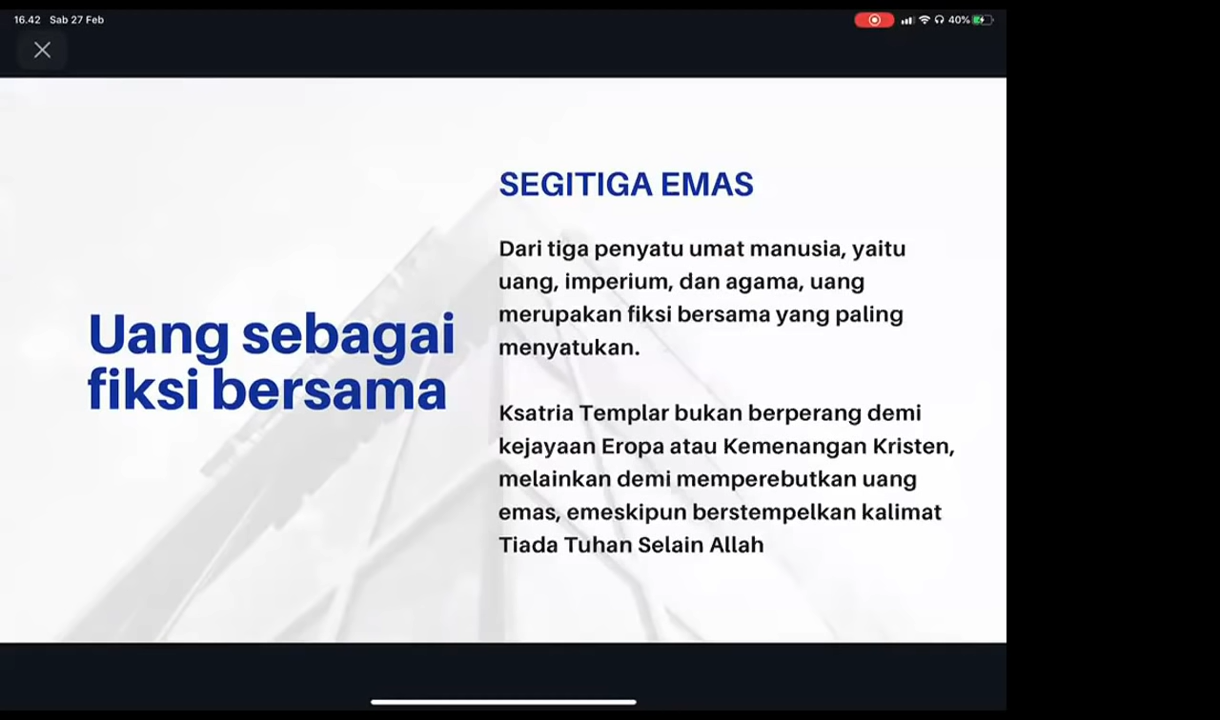 16.42 Sab 27 Feb
40%
Uang sebagai
fiksi bersama
SEGITIGA EMAS
Dari tiga penyatu umat manusia, yaitu
uang, imperium, dan agama, uang
merupakan fiksi bersama yang paling
menyatukan.
Ksatria Templar bukan berperang demi
kejayaan Eropa atau Kemenangan Kristen,
melainkan demi memperebutkan uang
emas, emeskipun berstempelkan kalimat
Tiada Tuhan Selain Allah